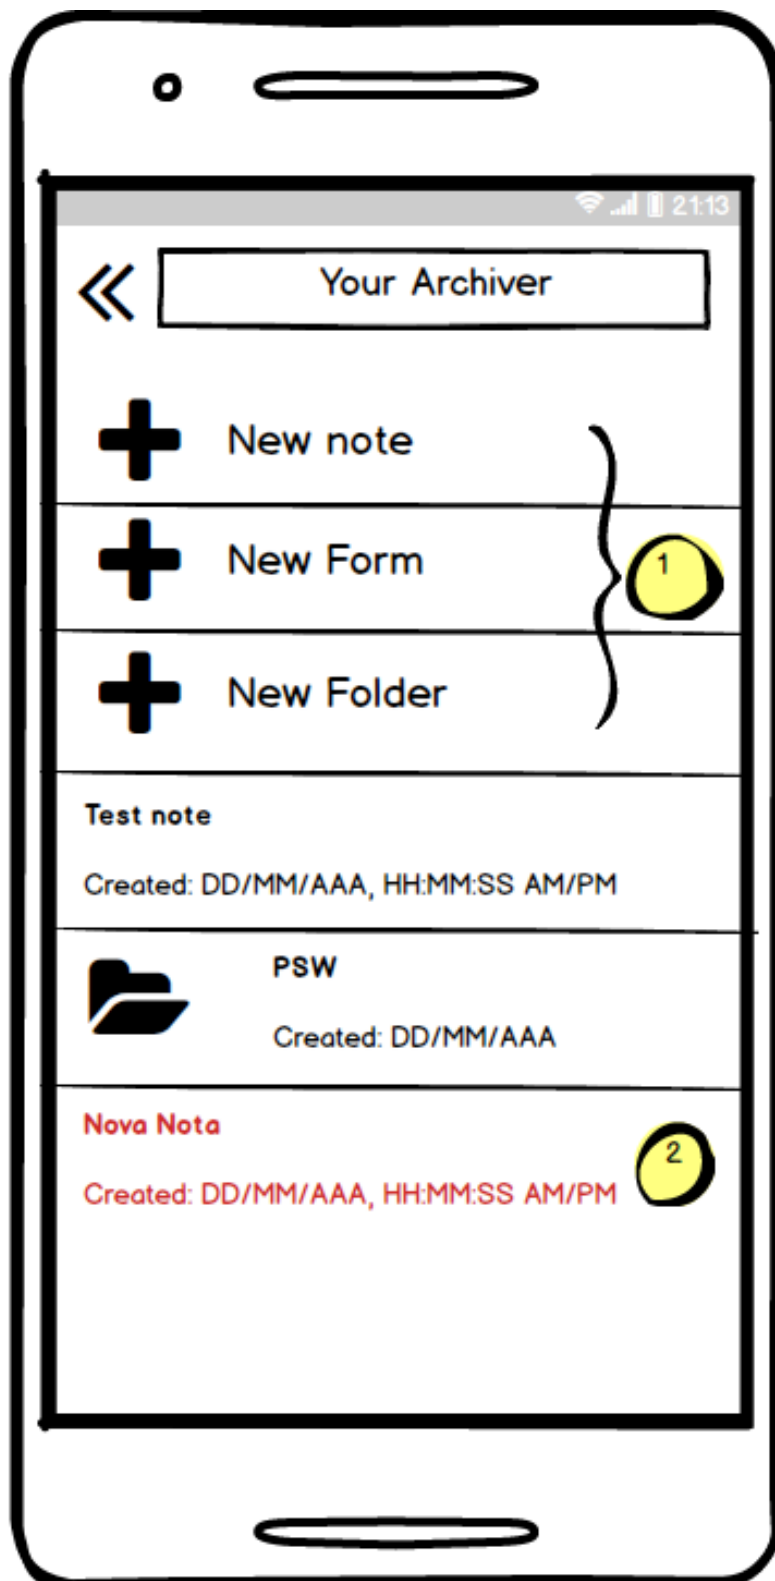 21:13
Your Archiver
New note
New Form
1
New Folder
Test note
Created: DD/MM/AAA, HH:MM:SS AM/PM
PSW
Created: DD/MM/AAA
Nova Nota
2
Created: DD/MM/AAA, HH:MM:SS AM/PM